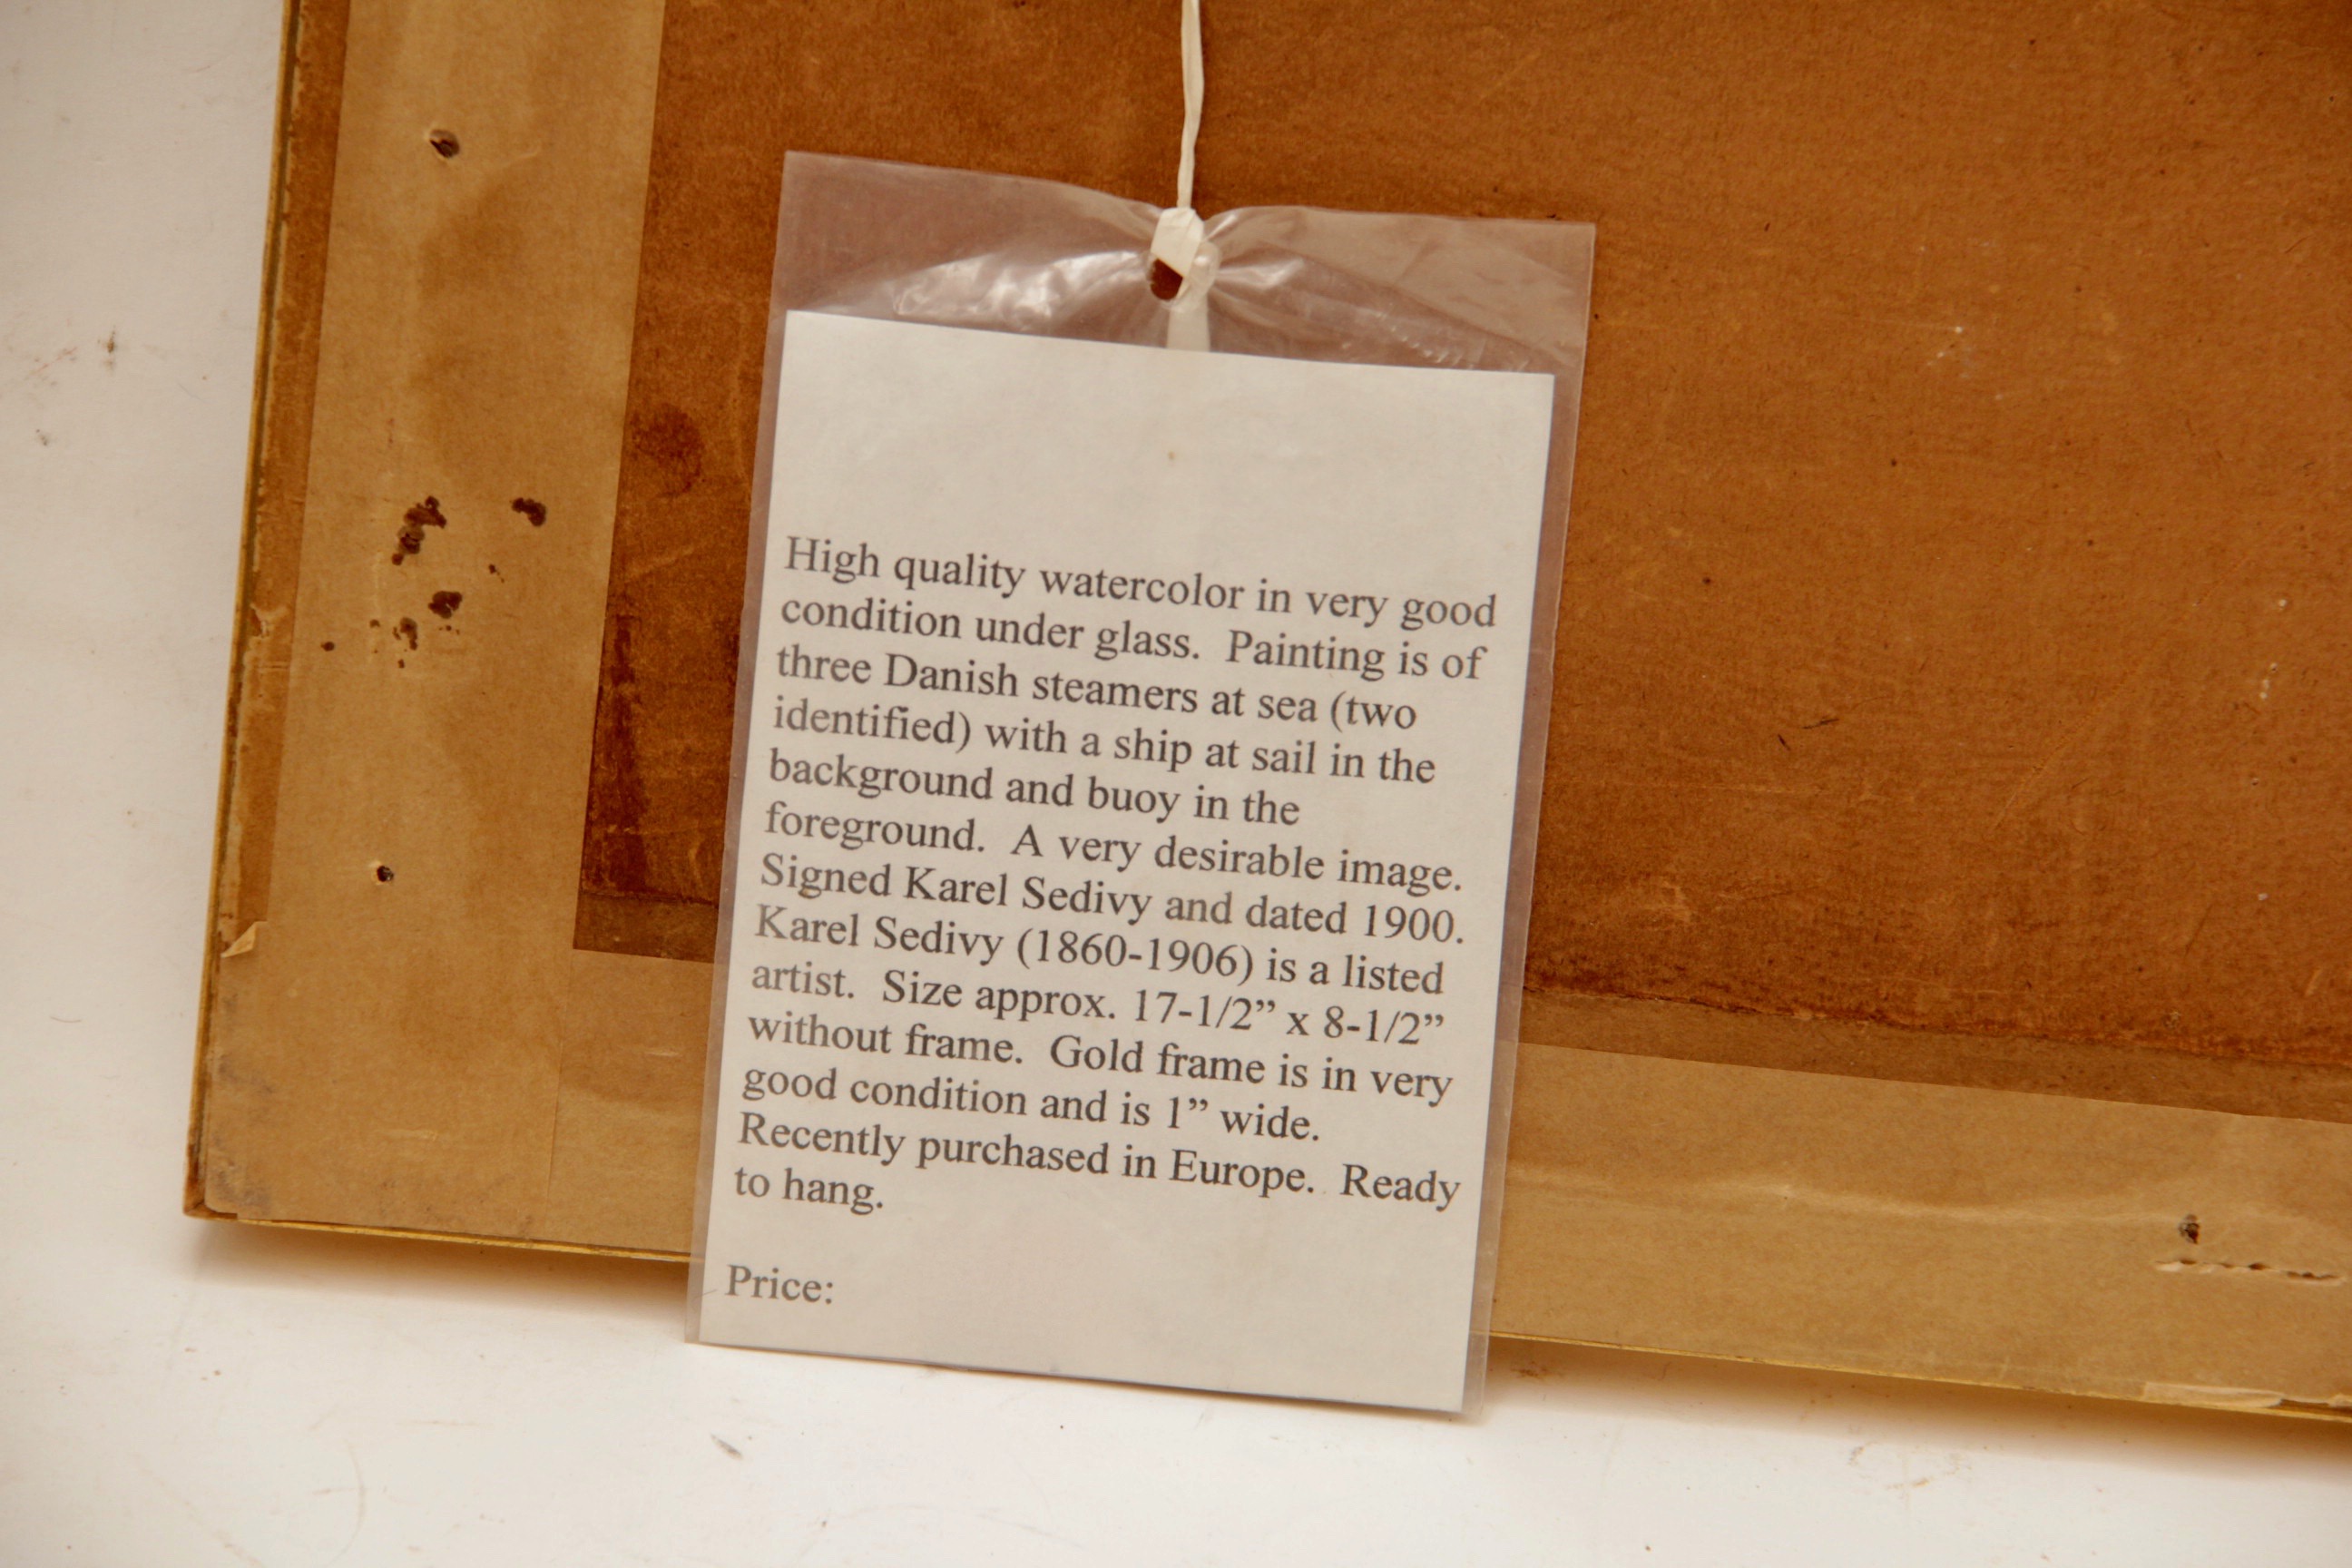 High quality watercolor in very good
condition under glass.  Painting is of
three Danish steamers at sea (two
identified) with a ship at sail in the
background and buoy in the
foreground.  A very desirable image.
Signed Karel Sedivy and dated 1900.
Karel Sedivy (1860-1906) is a listed
artist.  Size approx. 17-1/2” x 8-1/2”
without frame.  Gold frame is in very
good condition and is 1” wide.
Recently purchased in Europe.  Ready
to hang.
Price: